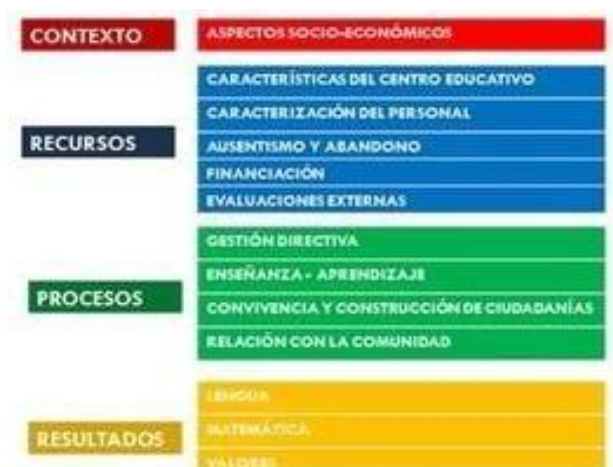 CONTEXTO
ASPECTOS SOCIO-ECONÓMICOS
RECURSOS
CARACTERÍSTICAS DEL CENTRO EDUCATIVO
CARACTERIZACIÓN DEL PERSONAL
AUSENTISMO Y ABANDONO
FINANCIACIÓN
EVALUACIONES EXTERNAS
PROCESOS
GESTIÓN DIRECTIVA
ENSEÑANZA - APRENDIZAJE
CONVIVENCIA Y CONSTRUCCIÓN DE CIUDADANÍAS
RELACIÓN CON LA COMUNIDAD
RESULTADOS
LENGUA
MATEMÁTICA
VALORES